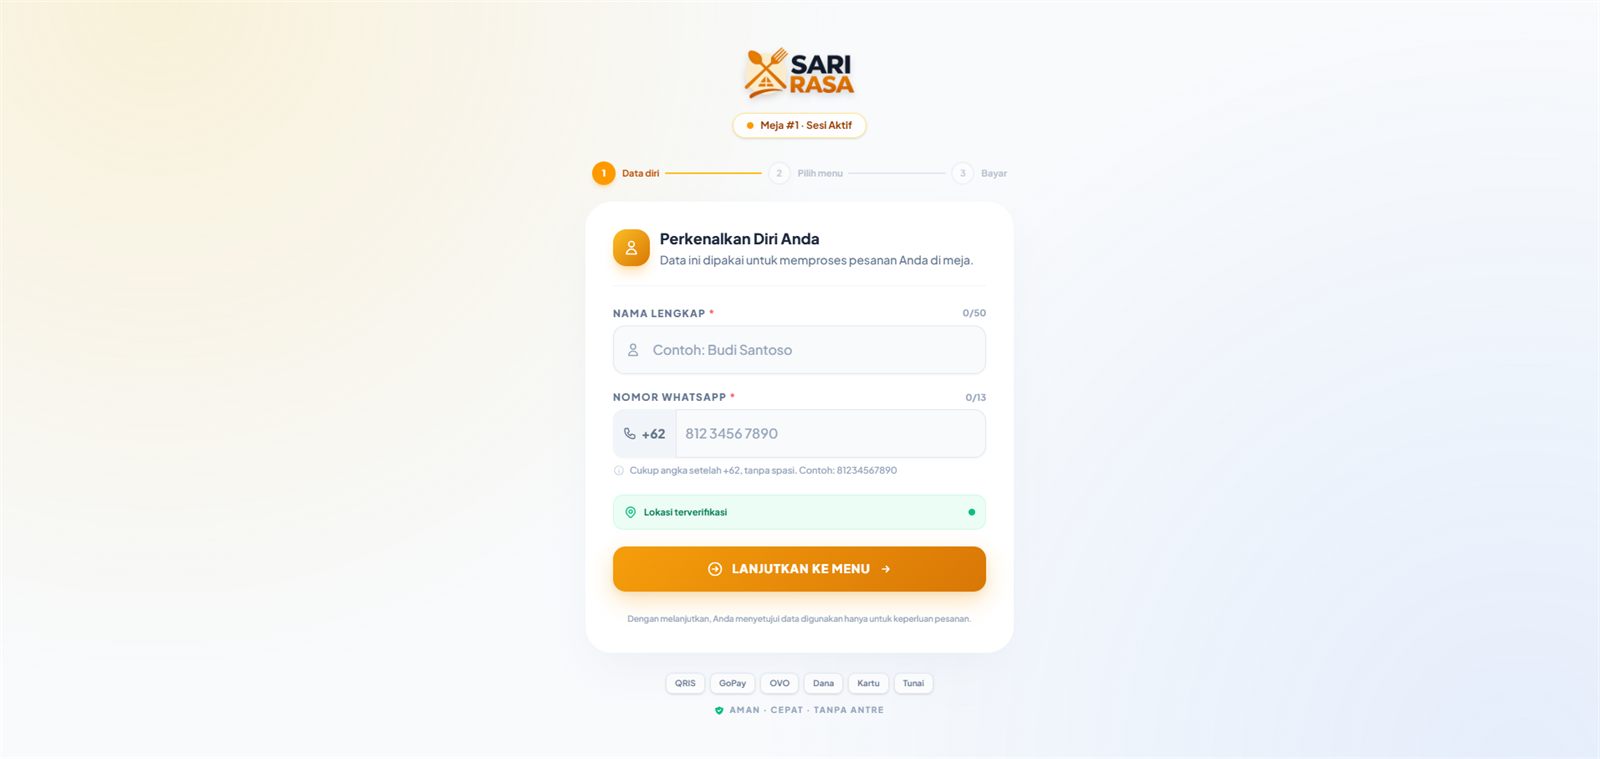 SARI
RASA
Meja #1 · Sesi Aktif
1 Data diri 2 Pilih menu 3 Bayar
Perkenalkan Diri Anda
Data ini dipakai untuk memproses pesanan Anda di meja.
NAMA LENGKAP * 0/50
Contoh: Budi Santoso
NOMOR WHATSAPP * 0/13
+62 812 3456 7890
Cukup angka setelah +62, tanpa spasi. Contoh: 81234567890
Lokasi terverifikasi
LANJUTKAN KE MENU →
Dengan melanjutkan, Anda menyetujui data digunakan hanya untuk keperluan pesanan.
QRIS GoPay OVO Dana Kartu Tunai
AMAN · CEPAT · TANPA ANTRE